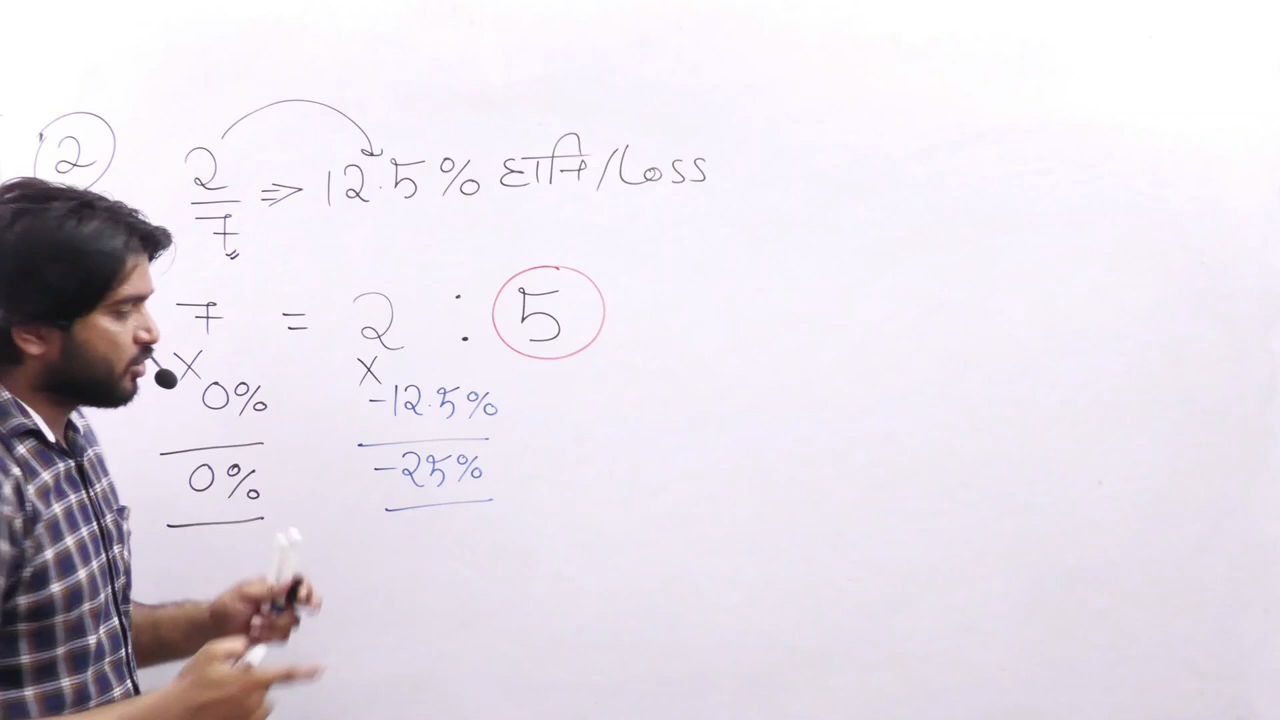 2
2/7 ⇒ 12.5% हानि/Loss
7 = 2 : 5
× 0% × -12.5%
0% -25%